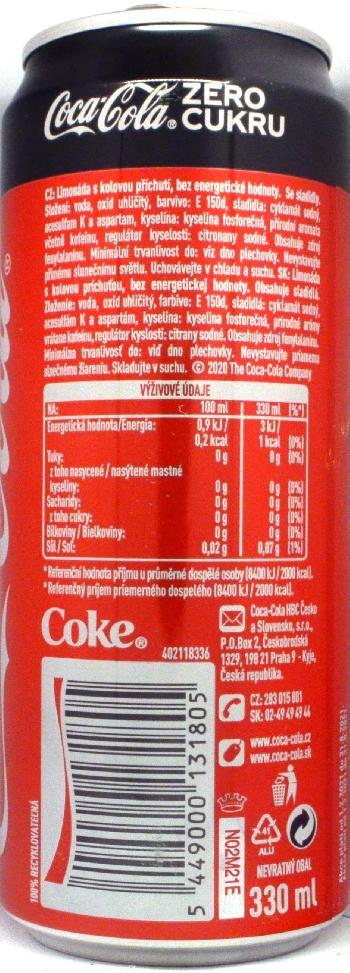 Coca-Cola® ZERO
CUKRU
CZ: Limonáda s kolovou příchutí, bez energetické hodnoty. Se sladidly.
Složení: voda, oxid uhličitý, barvivo: E 150d, sladidla: cyklamát sodný,
acesulfam K a aspartam, kyselina: kyselina fosforečná, přírodní aromata
včetně kofeinu, regulátor kyselosti: citronany sodné. Obsahuje zdroj
fenylalaninu. Minimální trvanlivost do: viz dno plechovky. Nevystavujte
přímému slunečnímu světlu. Uchovávejte v chladu a suchu. SK: Limonáda
s kolovou príchuťou, bez energetickej hodnoty. Obsahuje sladidlá.
Zloženie: voda, oxid uhličitý, farbivo: E 150d, sladidlá: cyklamát sodný,
acesulfám K a aspartám, kyselina: kyselina fosforečná, prírodné arómy
vrátane kofeínu, regulátor kyslosti: citrany sodné. Obsahuje zdroj fenylalanínu.
Minimálna trvanlivosť do: viď dno plechovky. Nevystavujte priamemu
slnečnému žiareniu. Skladujte v suchu. © 2020 The Coca-Cola Company
VÝŽIVOVÉ ÚDAJE
NA: 100 ml 330 ml (%*)
Energetická hodnota/Energia: 0,9 kJ / 3 kJ /
0,2 kcal 1 kcal (0%)
Tuky: 0 g 0 g (0%)
z toho nasycené / nasýtené mastné
kyseliny: 0 g 0 g (0%)
Sacharidy: 0 g 0 g (0%)
z toho cukry: 0 g 0 g (0%)
Bílkoviny / Bielkoviny: 0 g 0 g (0%)
Sůl / Soľ: 0,02 g 0,07 g (1%)
* Referenční hodnota příjmu u průměrné dospělé osoby (8400 kJ / 2000 kcal).
* Referenčný príjem priemerného dospelého (8400 kJ / 2000 kcal).
Coke®
402118336
Coca-Cola HBC Česko
a Slovensko, s.r.o.,
P.O.Box 2, Českobrodská
1329, 198 21 Praha 9 - Kyje,
Česká republika.
CZ: 283 015 801
SK: 02-49 49 49 44
www.coca-cola.cz
www.coca-cola.sk
100% RECYKLOVATELNÁ
5 449000 131805
N02M21E
41
ALU
NEVRATNÝ OBAL
330 ml